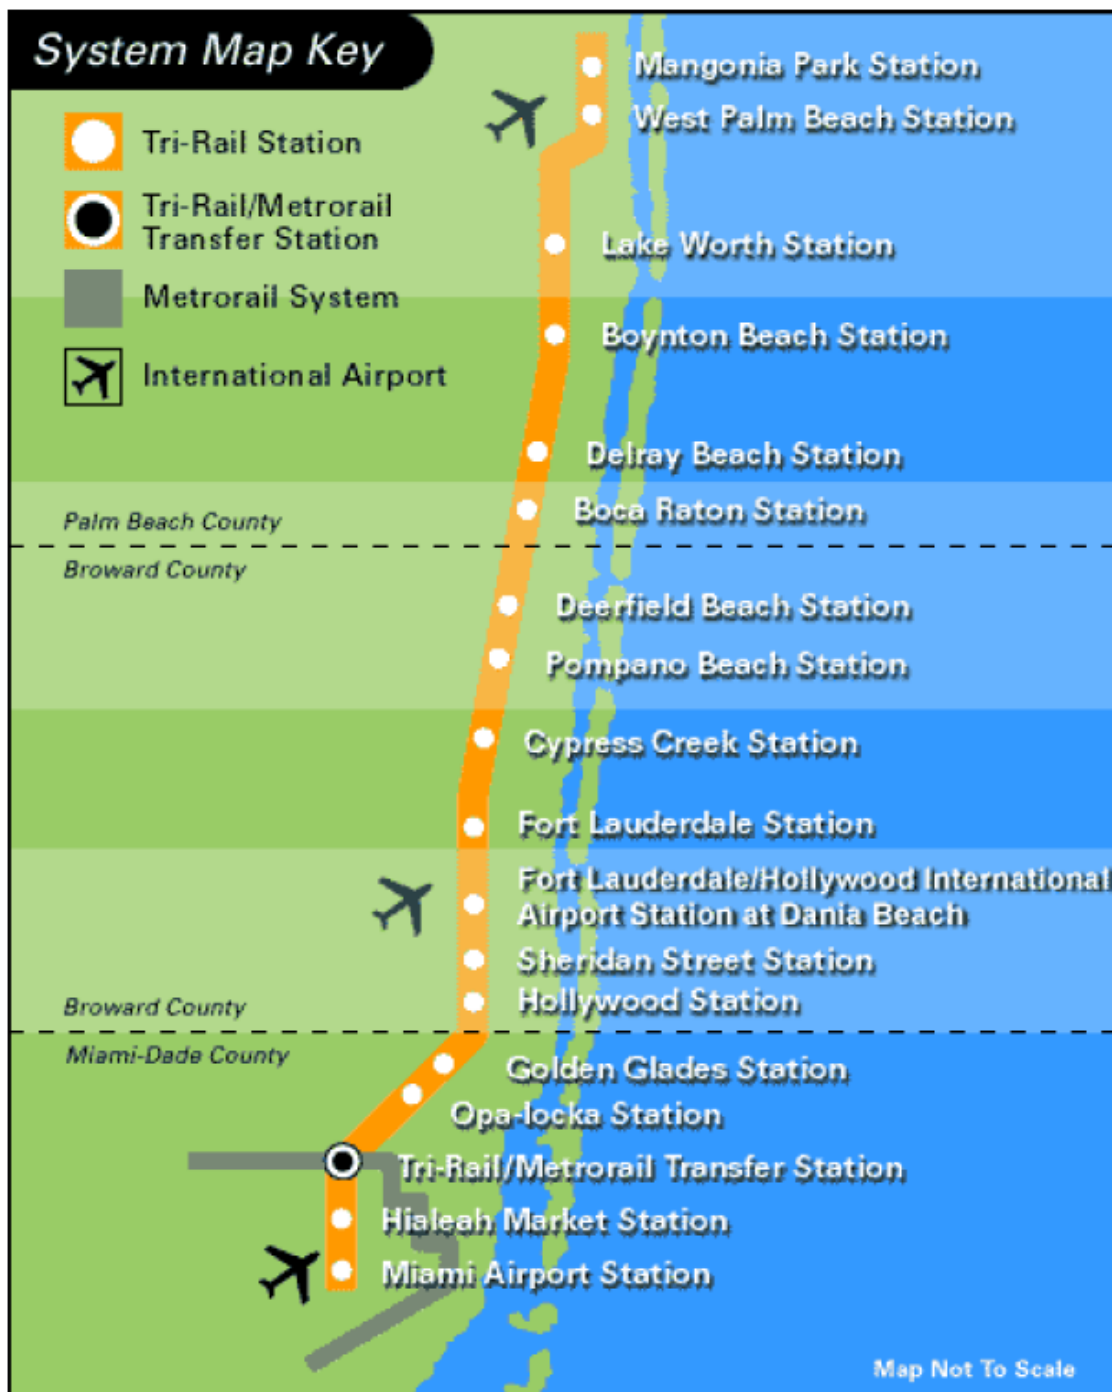 System Map Key
Tri-Rail Station
Tri-Rail/Metrorail
Transfer Station
Metrorail System
International Airport
Mangonia Park Station
West Palm Beach Station
Lake Worth Station
Boynton Beach Station
Delray Beach Station
Boca Raton Station
Palm Beach County
Broward County
Deerfield Beach Station
Pompano Beach Station
Cypress Creek Station
Fort Lauderdale Station
Fort Lauderdale/Hollywood International
Airport Station at Dania Beach
Sheridan Street Station
Hollywood Station
Broward County
Miami-Dade County
Golden Glades Station
Opa-locka Station
Tri-Rail/Metrorail Transfer Station
Hialeah Market Station
Miami Airport Station
Map Not To Scale